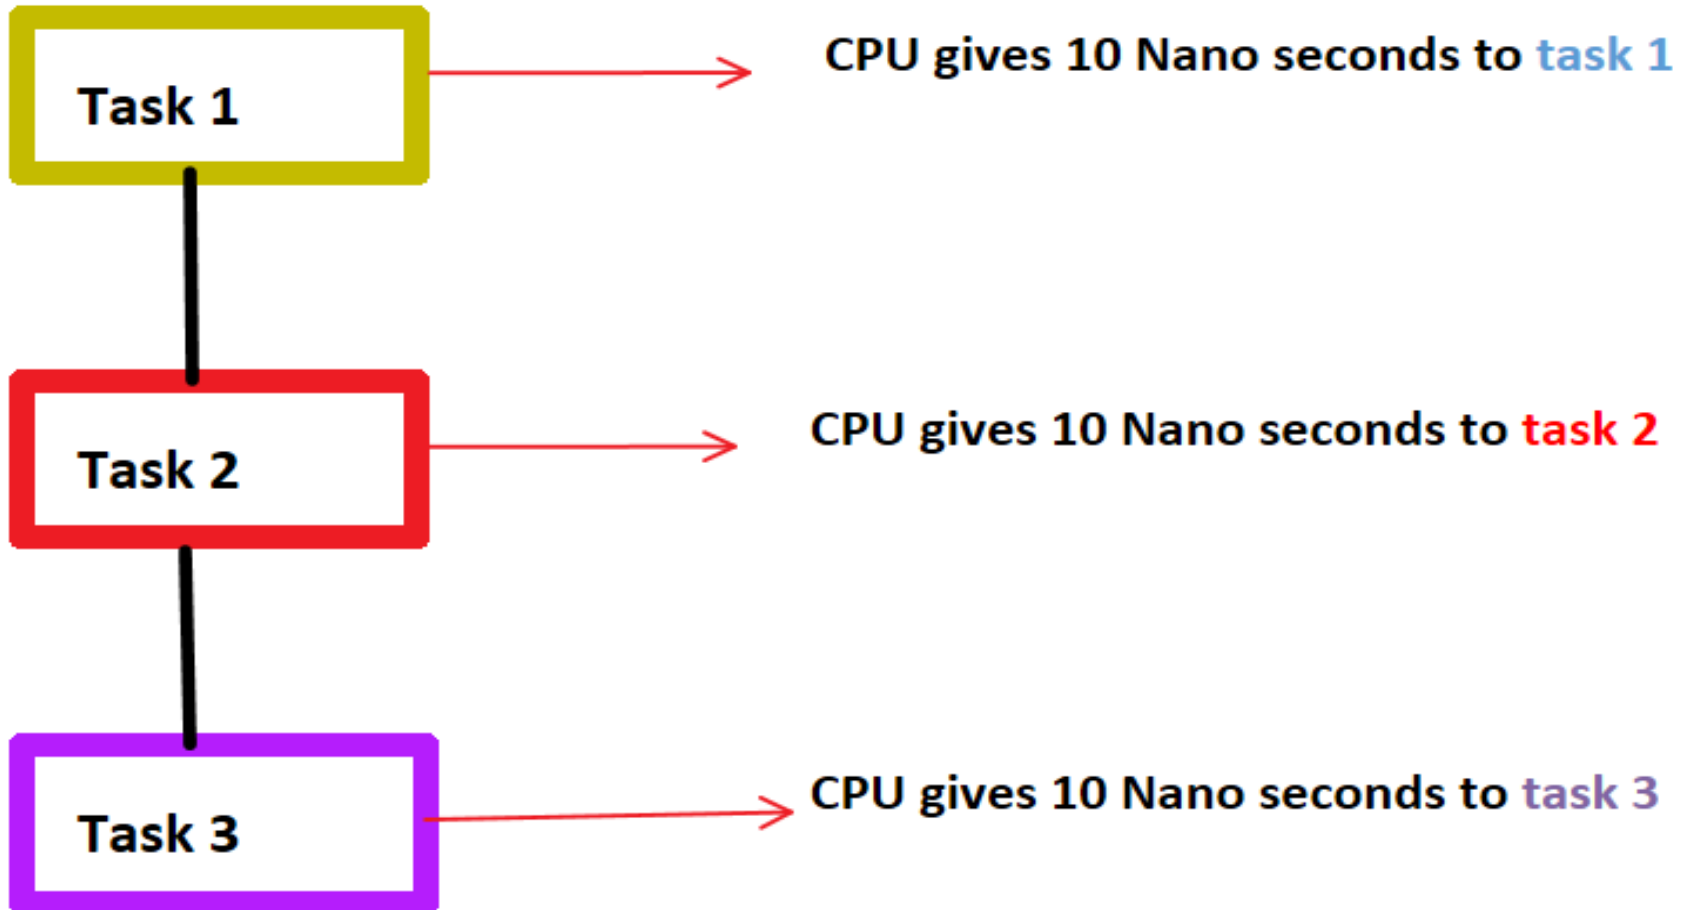 Task 1
CPU gives 10 Nano seconds to task 1
Task 2
CPU gives 10 Nano seconds to task 2
Task 3
CPU gives 10 Nano seconds to task 3